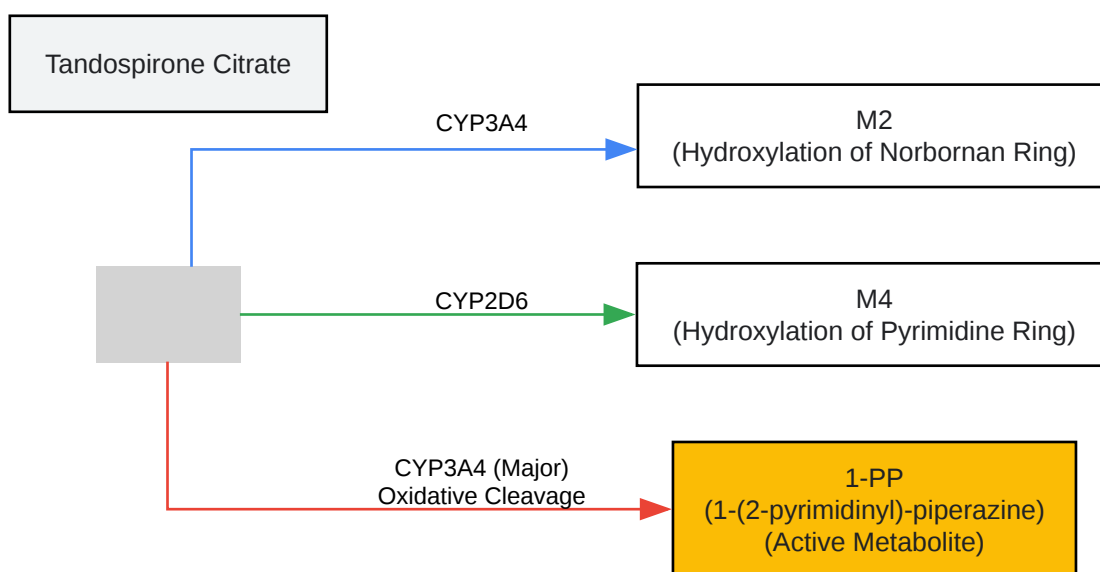 Tandospirone Citrate
CYP3A4
M2
(Hydroxylation of Norbornan Ring)
CYP2D6
M4
(Hydroxylation of Pyrimidine Ring)
CYP3A4 (Major)
Oxidative Cleavage
1-PP
(1-(2-pyrimidinyl)-piperazine)
(Active Metabolite)